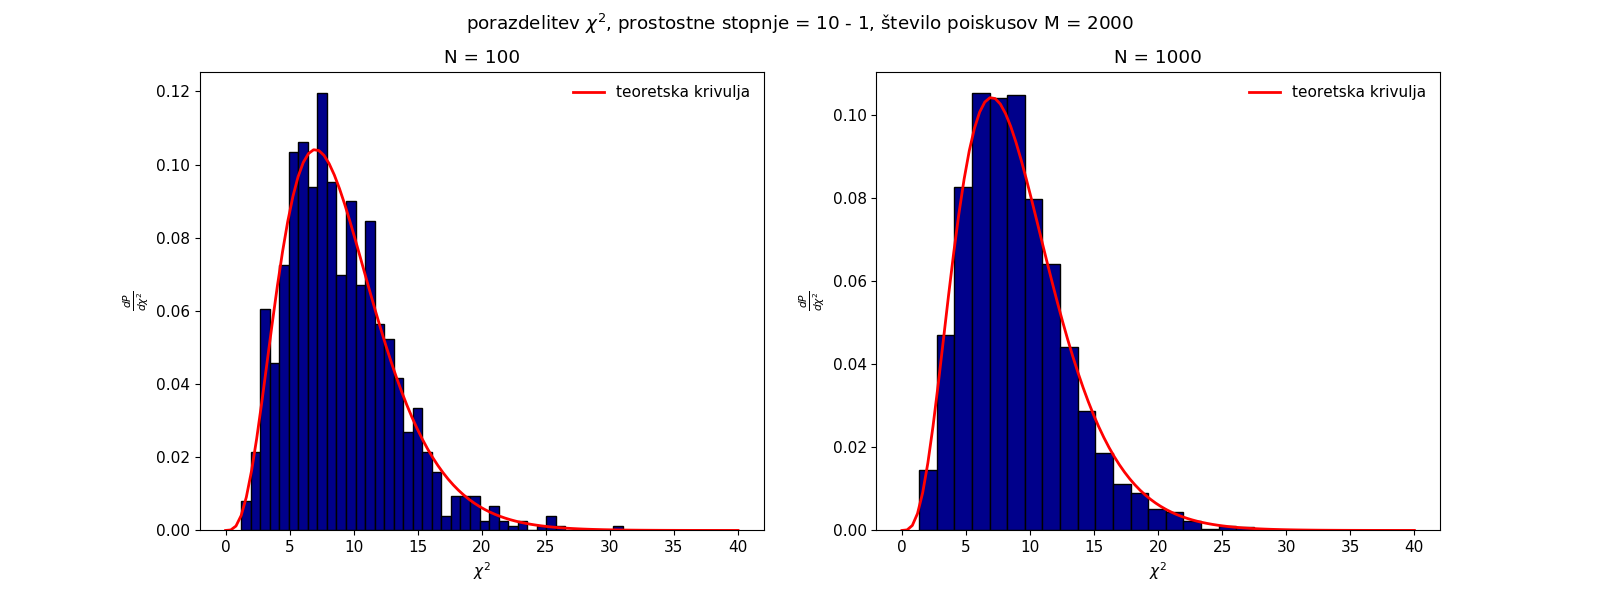 porazdelitev χ², prostostne stopnje = 10 - 1, število poiskusov M = 2000
N = 100
teoretska krivulja
0.12
0.10
0.08
0.06
0.04
0.02
0.00
dP/dχ²
0 5 10 15 20 25 30 35 40
χ²
N = 1000
teoretska krivulja
0.10
0.08
0.06
0.04
0.02
0.00
dP/dχ²
0 5 10 15 20 25 30 35 40
χ²